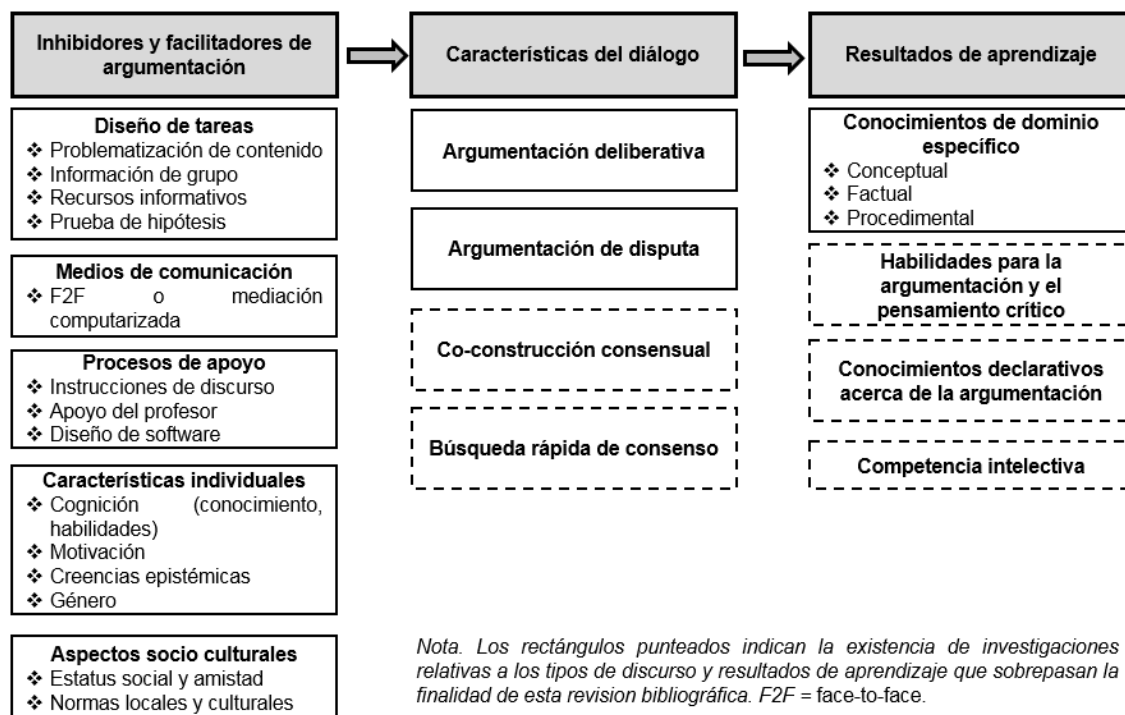 Inhibidores y facilitadores de
argumentación
Diseño de tareas
❖ Problematización de contenido
❖ Información de grupo
❖ Recursos informativos
❖ Prueba de hipótesis
Medios de comunicación
❖ F2F o mediación
computarizada
Procesos de apoyo
❖ Instrucciones de discurso
❖ Apoyo del profesor
❖ Diseño de software
Características individuales
❖ Cognición (conocimiento,
habilidades)
❖ Motivación
❖ Creencias epistémicas
❖ Género
Aspectos socio culturales
❖ Estatus social y amistad
❖ Normas locales y culturales
Características del diálogo
Argumentación deliberativa
Argumentación de disputa
Co-construcción consensual
Búsqueda rápida de consenso
Resultados de aprendizaje
Conocimientos de dominio
específico
❖ Conceptual
❖ Factual
❖ Procedimental
Habilidades para la
argumentación y el
pensamiento crítico
Conocimientos declarativos
acerca de la argumentación
Competencia intelectiva
Nota. Los rectángulos punteados indican la existencia de investigaciones
relativas a los tipos de discurso y resultados de aprendizaje que sobrepasan la
finalidad de esta revision bibliográfica. F2F = face-to-face.